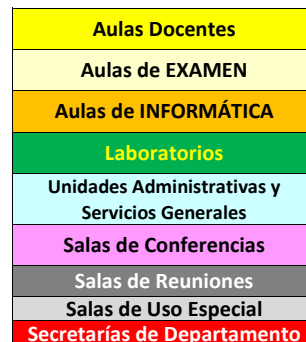 Aulas Docentes
Aulas de EXAMEN
Aulas de INFORMÁTICA
Laboratorios
Unidades Administrativas y
Servicios Generales
Salas de Conferencias
Salas de Reuniones
Salas de Uso Especial
Secretarías de Departamento